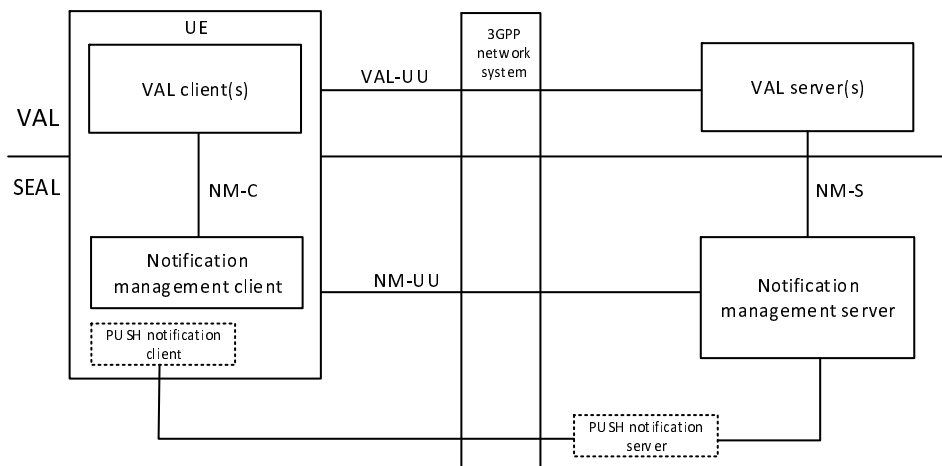 UE
3GPP
network
system
VAL client(s)
VAL-UU
VAL server(s)
VAL
SEAL
NM-C
NM-S
Notification
management client
NM-UU
Notification
management server
PUSH notification
client
PUSH notification
server